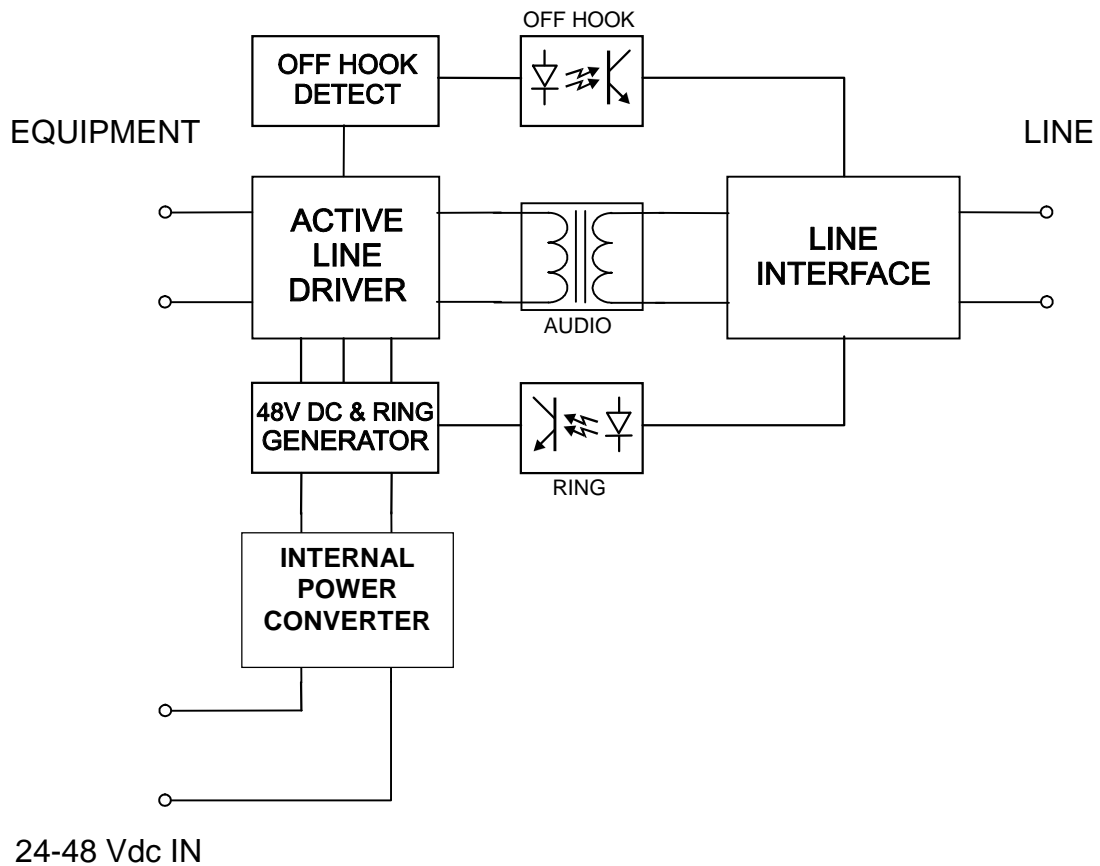 OFF HOOK
OFF HOOK
DETECT
EQUIPMENT
LINE
ACTIVE
LINE
DRIVER
LINE
INTERFACE
AUDIO
48V DC & RING
GENERATOR
RING
INTERNAL
POWER
CONVERTER
24-48 Vdc IN